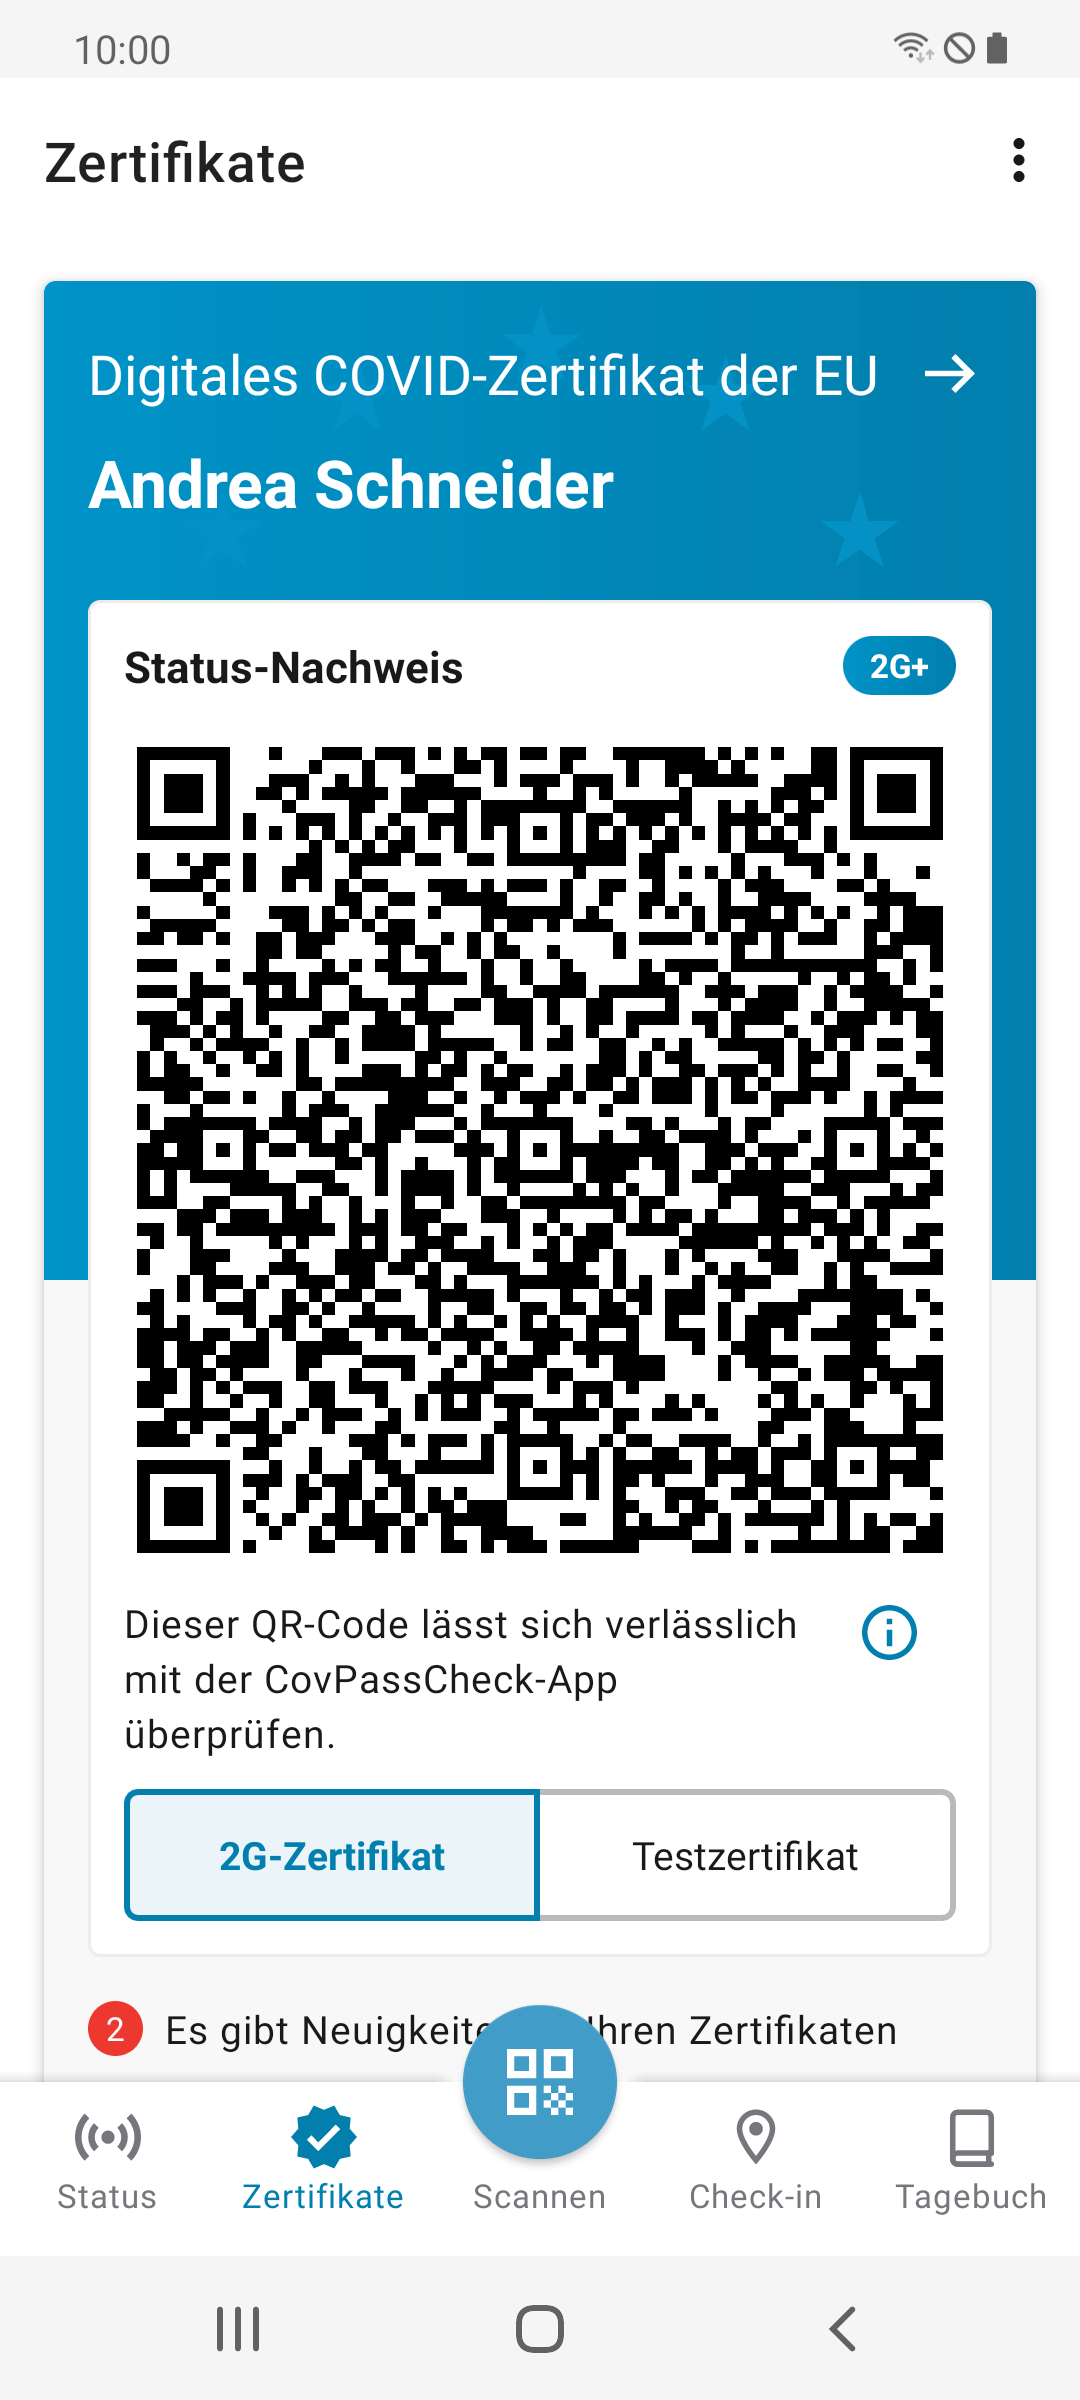 10:00
Zertifikate
Digitales COVID-Zertifikat der EU
Andrea Schneider
Status-Nachweis
2G+
Dieser QR-Code lässt sich verlässlich
mit der CovPassCheck-App
überprüfen.
2G-Zertifikat
Testzertifikat
2
Es gibt Neuigkeite hren Zertifikaten
Status
Zertifikate
Scannen
Check-in
Tagebuch